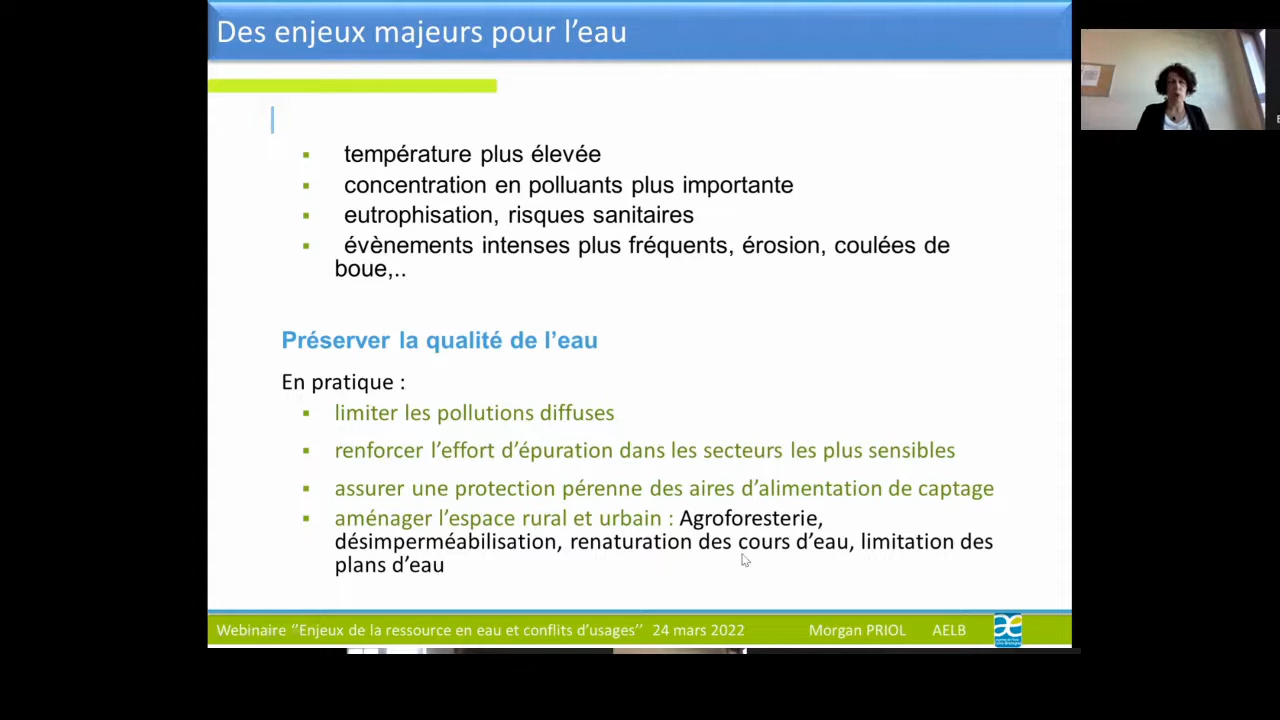 Des enjeux majeurs pour l’eau
température plus élevée
concentration en polluants plus importante
eutrophisation, risques sanitaires
évènements intenses plus fréquents, érosion, coulées de
boue,..
Préserver la qualité de l’eau
En pratique :
limiter les pollutions diffuses
renforcer l’effort d’épuration dans les secteurs les plus sensibles
assurer une protection pérenne des aires d’alimentation de captage
aménager l’espace rural et urbain : Agroforesterie,
désimperméabilisation, renaturation des cours d’eau, limitation des
plans d’eau
Webinaire ‘’Enjeux de la ressource en eau et conflits d’usages’’ 24 mars 2022 Morgan PRIOL AELB